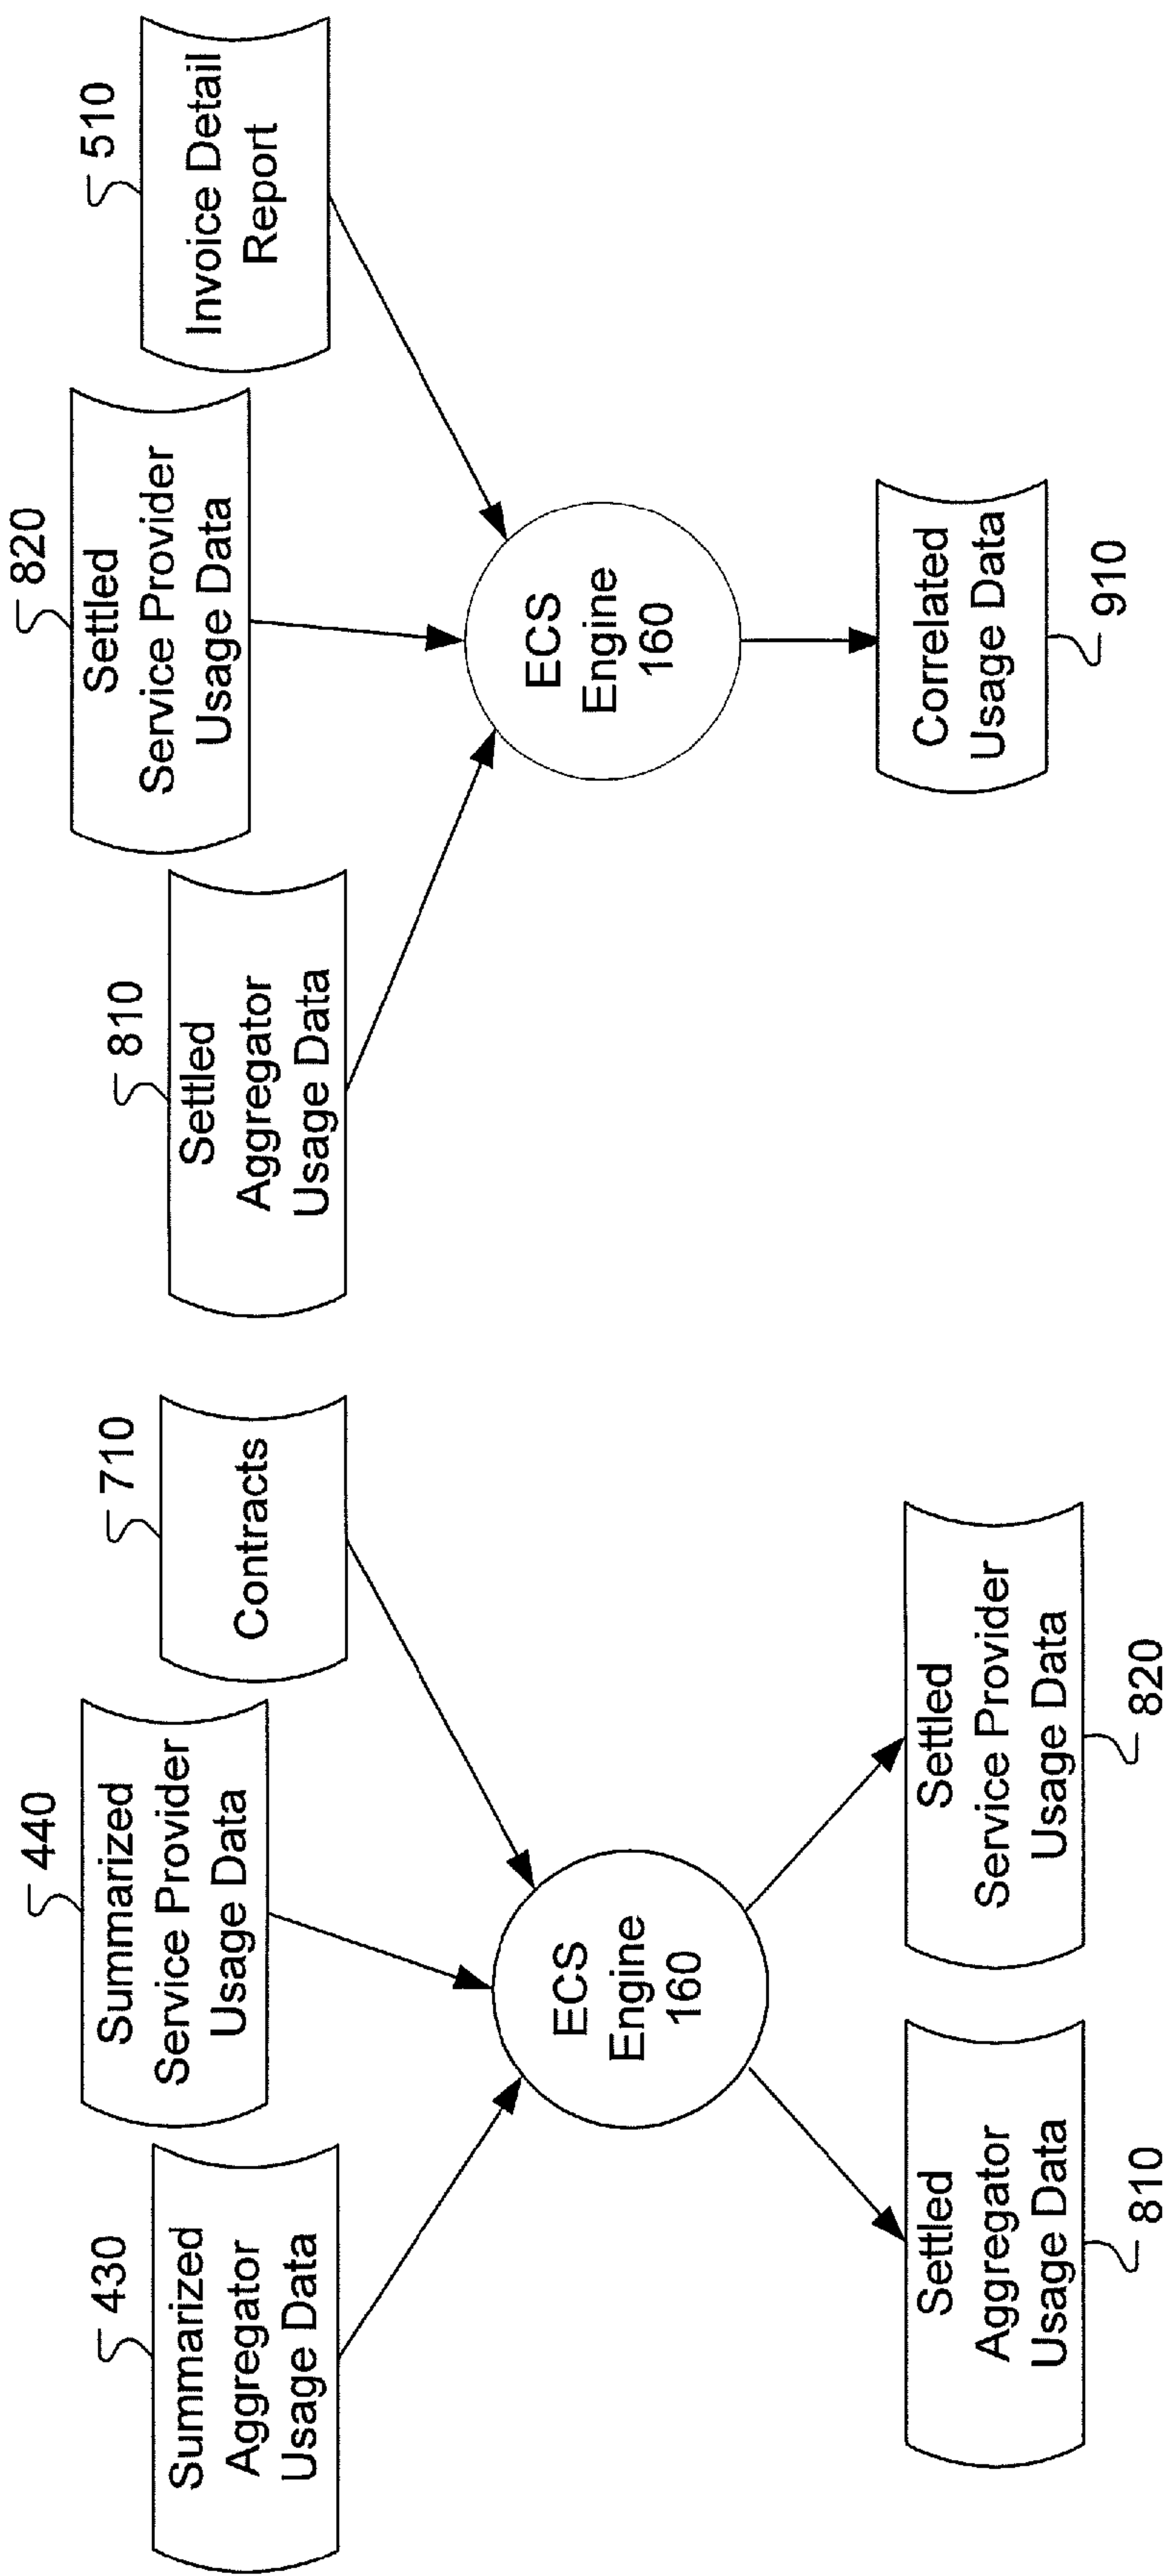 430
Summarized
Aggregator
Usage Data
440
Summarized
Service Provider
Usage Data
710
Contracts
ECS
Engine
160
Settled
Aggregator
Usage Data
810
Settled
Service Provider
Usage Data
820
810
Settled
Aggregator
Usage Data
820
Settled
Service Provider
Usage Data
510
Invoice Detail
Report
ECS
Engine
160
Correlated
Usage Data
910